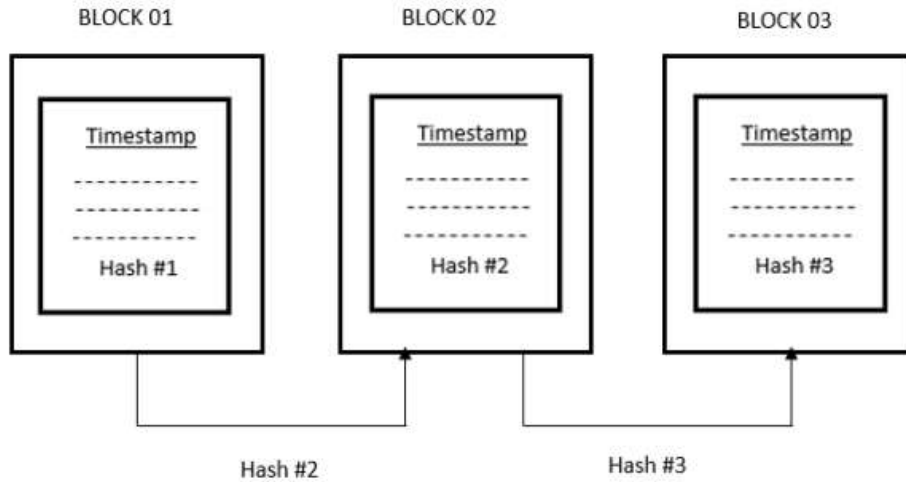 BLOCK 01
BLOCK 02
BLOCK 03
Timestamp
Hash #1
Timestamp
Hash #2
Timestamp
Hash #3
Hash #2
Hash #3